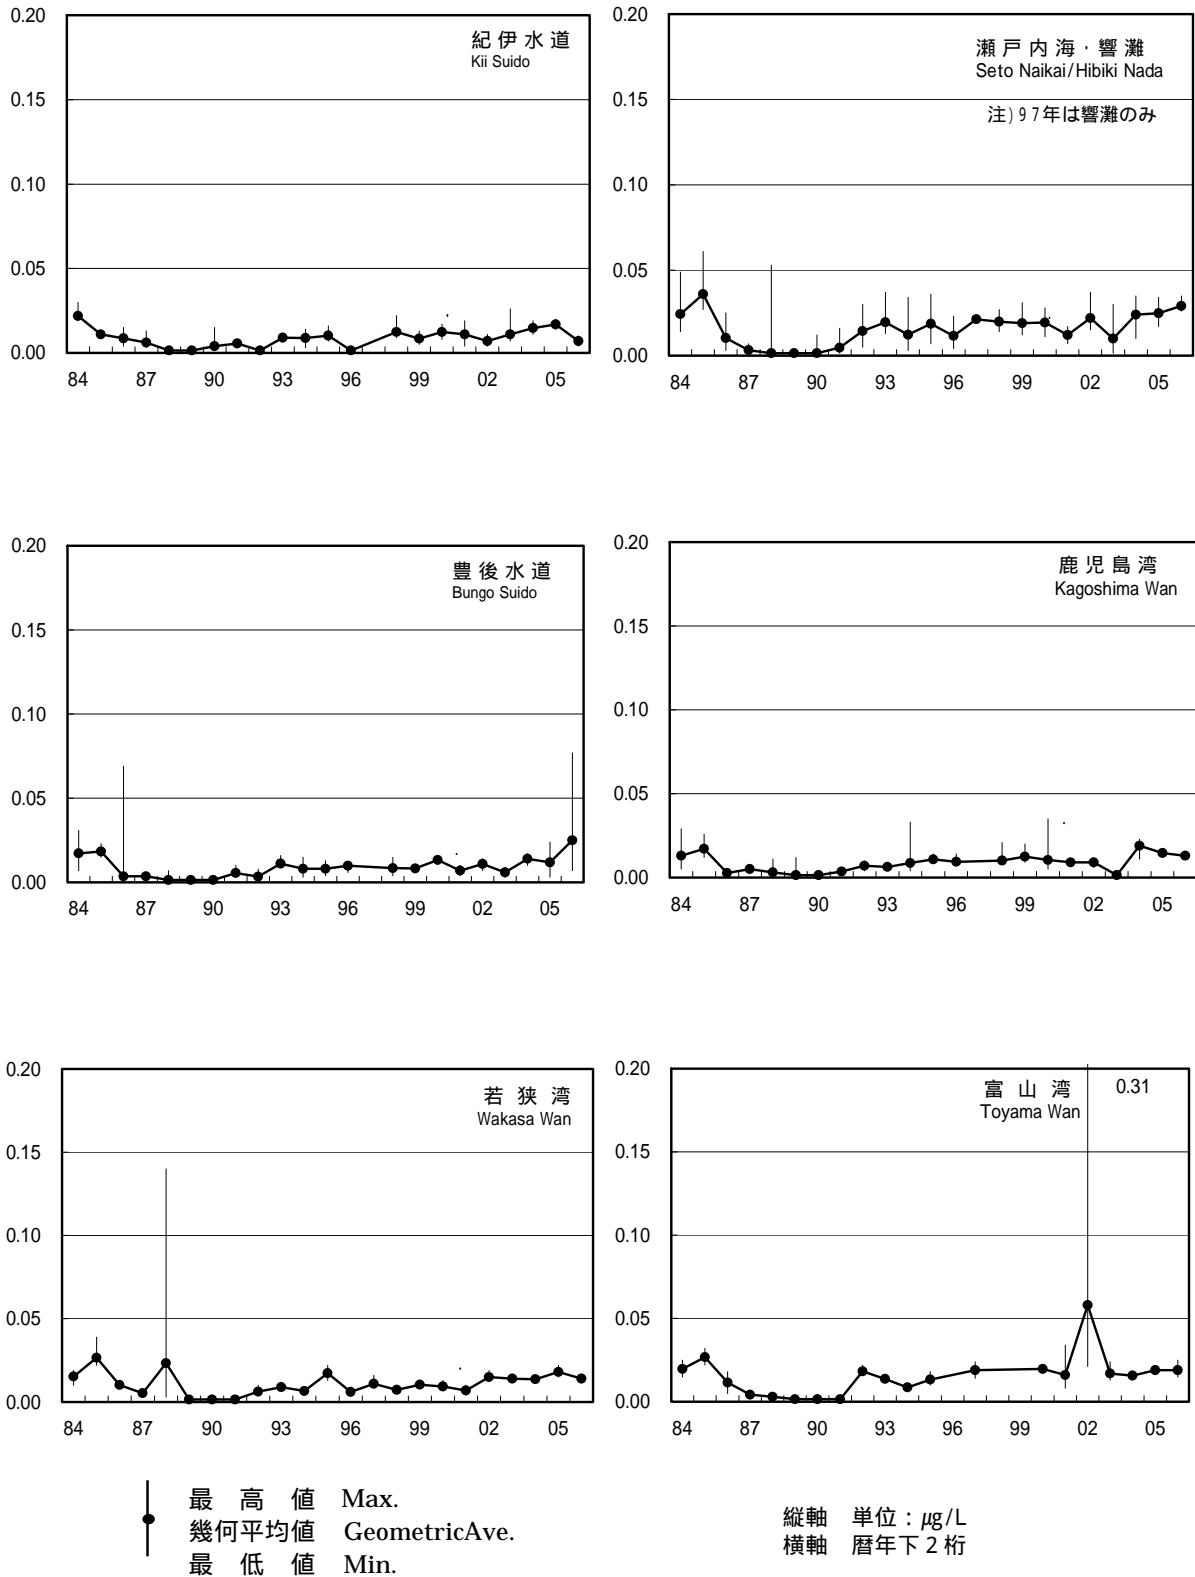 0.20
0.15
0.10
0.05
0.00
84 87 90 93 96 99 02 05
紀伊水道
Kii Suido
0.20
0.15
0.10
0.05
0.00
84 87 90 93 96 99 02 05
瀬戸内海・響灘
Seto Naikai/Hibiki Nada
注)97年は響灘のみ
0.20
0.15
0.10
0.05
0.00
84 87 90 93 96 99 02 05
豊後水道
Bungo Suido
0.20
0.15
0.10
0.05
0.00
84 87 90 93 96 99 02 05
鹿児島湾
Kagoshima Wan
0.20
0.15
0.10
0.05
0.00
84 87 90 93 96 99 02 05
若狭湾
Wakasa Wan
0.20
0.15
0.10
0.05
0.00
84 87 90 93 96 99 02 05
富山湾 0.31
Toyama Wan
最高値 Max.
幾何平均値 GeometricAve.
最低値 Min.
縦軸 単位：μg/L
横軸 暦年下2桁